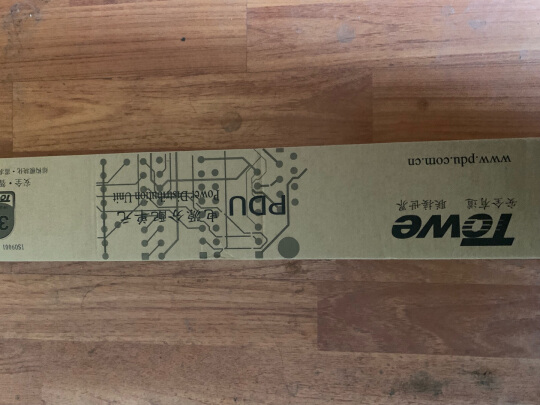 TOWe
安全有道 联接世界
www.pdu.com.cn
PDU
电源分配单元
Power Distribution Unit